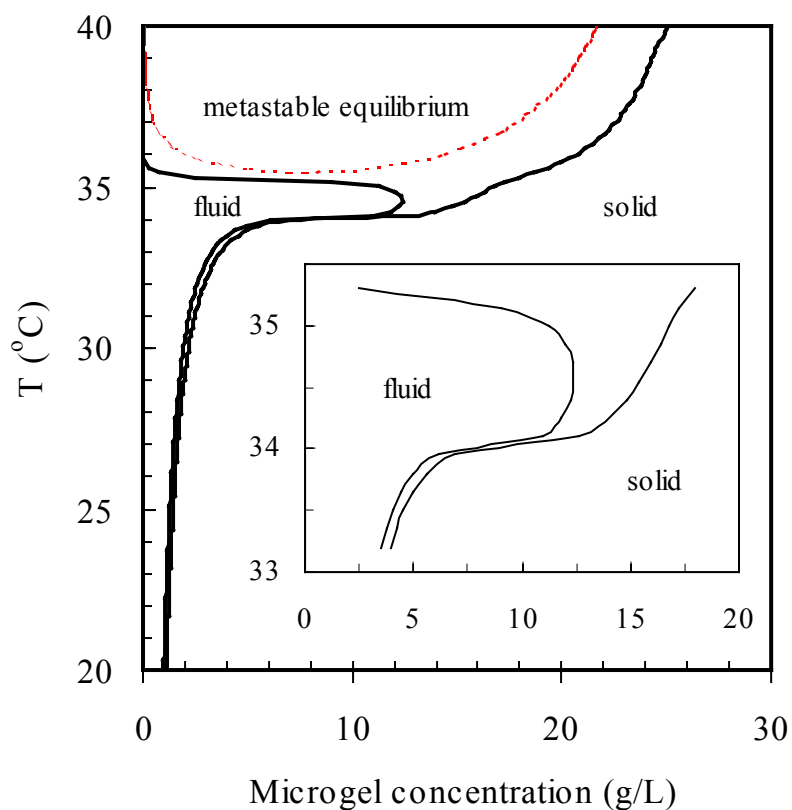 40
metastable equilibrium
35
fluid
solid
35
30
fluid
34
solid
25
33
0 5 10 15 20
20
0 10 20 30
T (°C)
Microgel concentration (g/L)